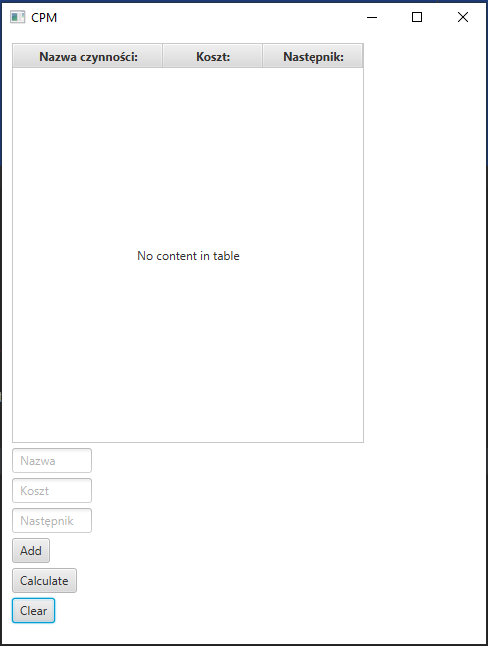 CPM
Nazwa czynności: Koszt: Następnik:
No content in table
Nazwa
Koszt
Następnik
Add
Calculate
Clear